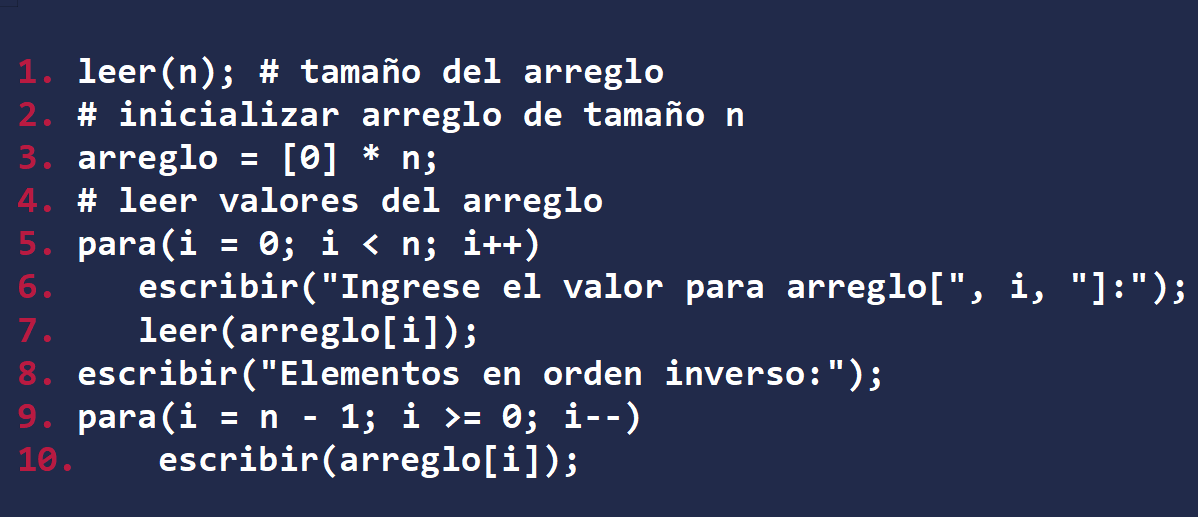 1. leer(n); # tamaño del arreglo
2. # inicializar arreglo de tamaño n
3. arreglo = [0] * n;
4. # leer valores del arreglo
5. para(i = 0; i < n; i++)
6.    escribir("Ingrese el valor para arreglo[", i, "]:");
7.    leer(arreglo[i]);
8. escribir("Elementos en orden inverso:");
9. para(i = n - 1; i >= 0; i--)
10.    escribir(arreglo[i]);